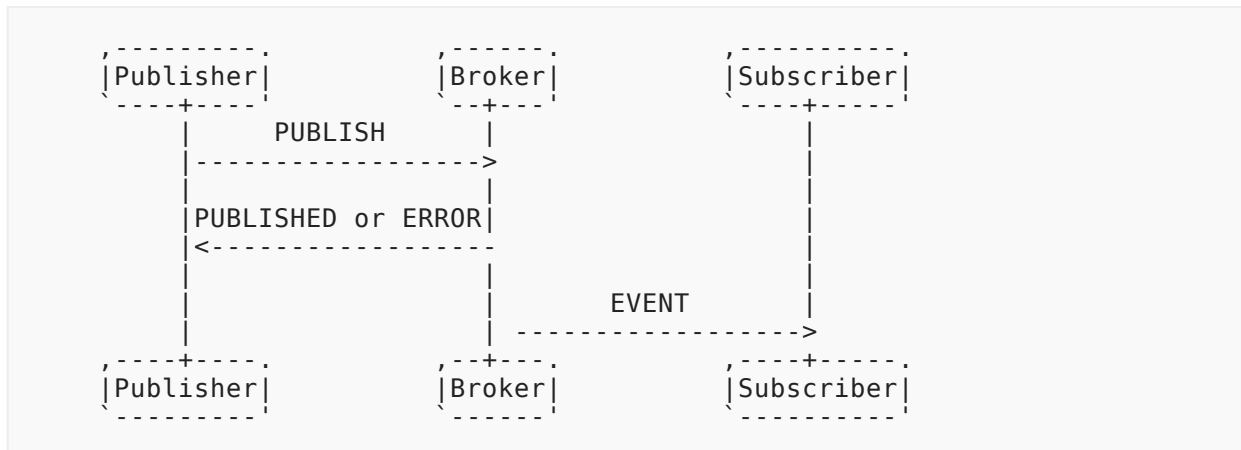 |Publisher| |Broker| |Subscriber|
PUBLISH
PUBLISHED or ERROR
EVENT
|Publisher| |Broker| |Subscriber|